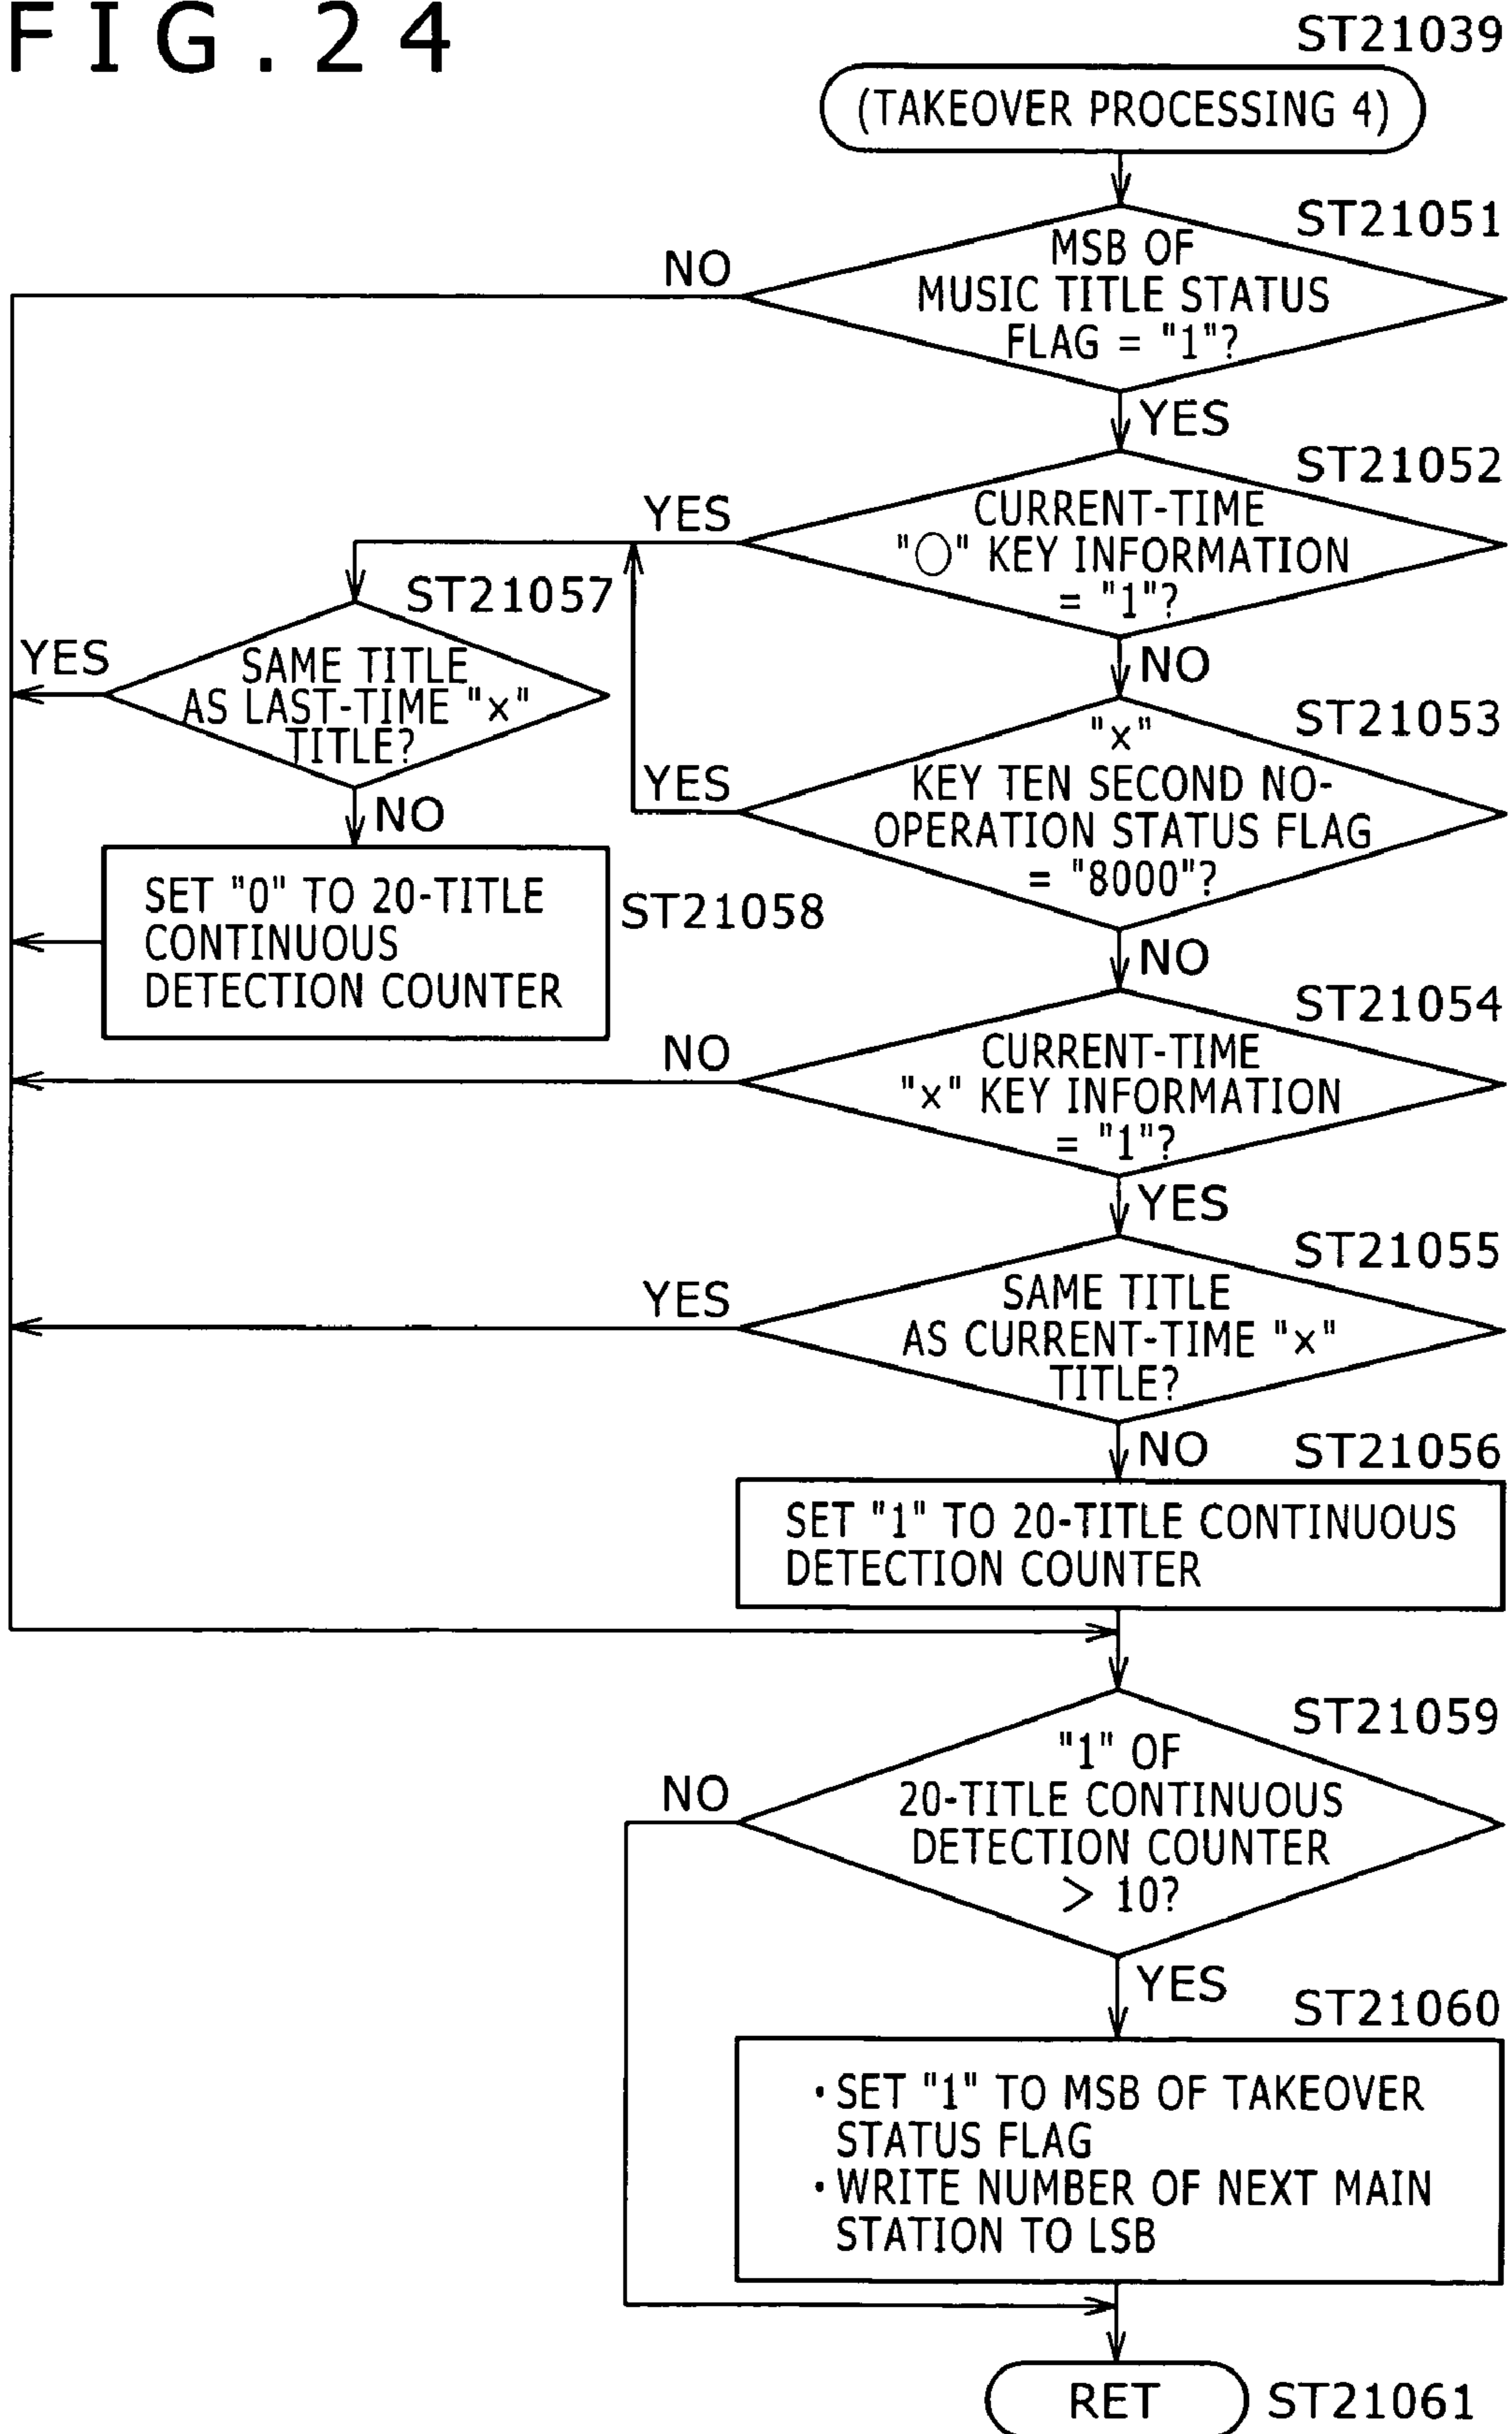 FIG.24
ST21039
(TAKEOVER PROCESSING 4)
ST21051
MSB OF
MUSIC TITLE STATUS
FLAG = "1"?
NO
YES
ST21052
CURRENT-TIME
"○" KEY INFORMATION
= "1"?
YES
NO
ST21057
SAME TITLE
AS LAST-TIME "x"
TITLE?
YES
NO
ST21053
"x"
KEY TEN SECOND NO-
OPERATION STATUS FLAG
= "8000"?
YES
NO
SET "0" TO 20-TITLE
CONTINUOUS
DETECTION COUNTER
ST21058
ST21054
CURRENT-TIME
"x" KEY INFORMATION
= "1"?
NO
YES
ST21055
SAME TITLE
AS CURRENT-TIME "x"
TITLE?
YES
NO
ST21056
SET "1" TO 20-TITLE CONTINUOUS
DETECTION COUNTER
ST21059
"1" OF
20-TITLE CONTINUOUS
DETECTION COUNTER
> 10?
NO
YES
ST21060
・SET "1" TO MSB OF TAKEOVER
STATUS FLAG
・WRITE NUMBER OF NEXT MAIN
STATION TO LSB
RET
ST21061